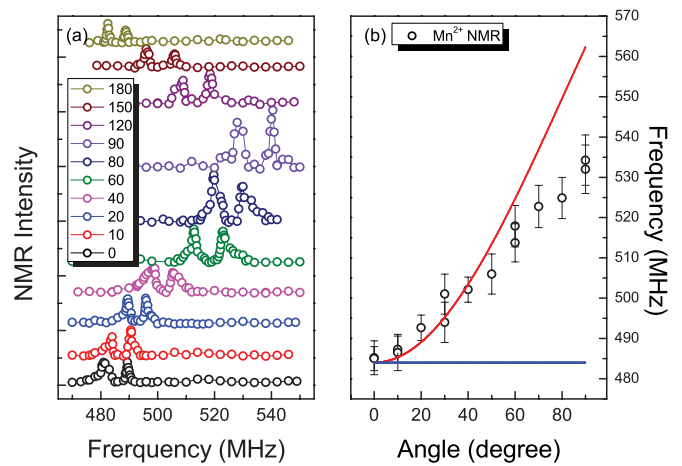 (a)
180
150
120
90
80
60
40
20
10
0
NMR Intensity
480 500 520 540
Frerquency (MHz)
(b)
Mn²⁺ NMR
570
560
550
540
530
520
510
500
490
480
Frequency (MHz)
0 20 40 60 80
Angle (degree)